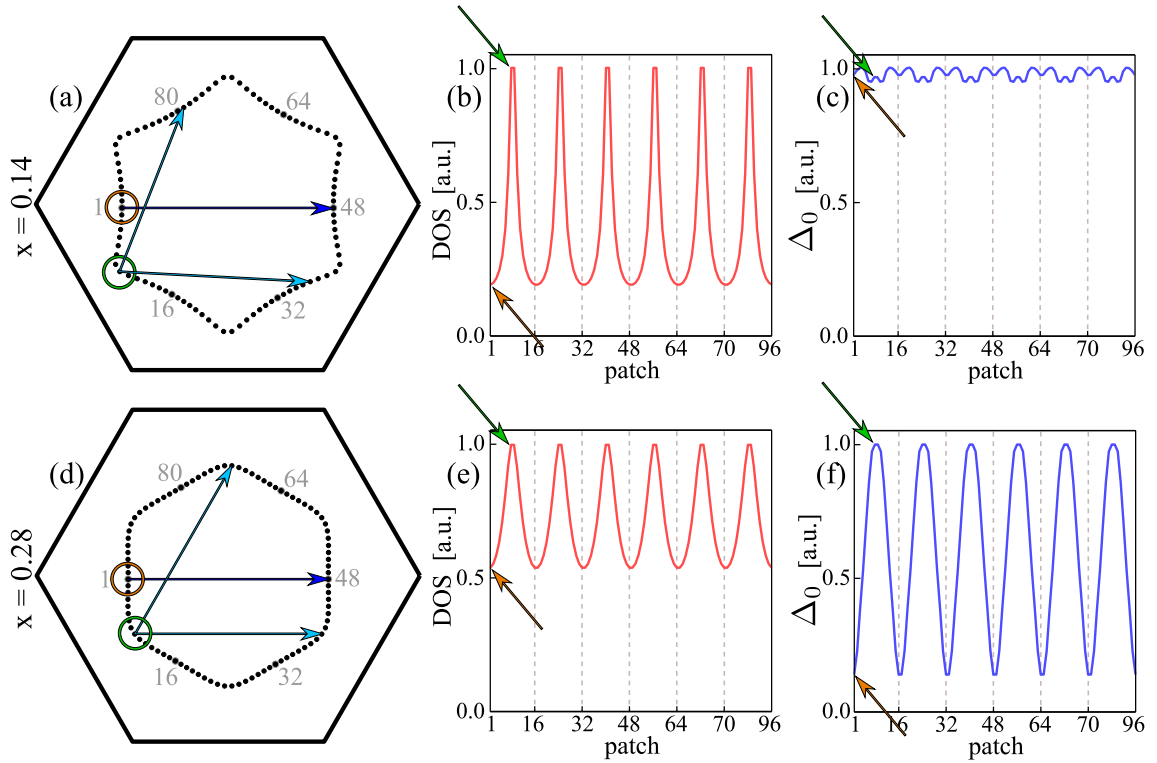 x = 0.14
(a)
80
64
1
48
16
32
(b)
DOS [a.u.]
1.0
0.5
0.0
1 16 32 48 64 70 96
patch
(c)
Δ0 [a.u.]
1.0
0.5
0.0
1 16 32 48 64 70 96
patch
x = 0.28
(d)
80
64
1
48
16
32
(e)
DOS [a.u.]
1.0
0.5
0.0
1 16 32 48 64 70 96
patch
(f)
Δ0 [a.u.]
1.0
0.5
0.0
1 16 32 48 64 70 96
patch